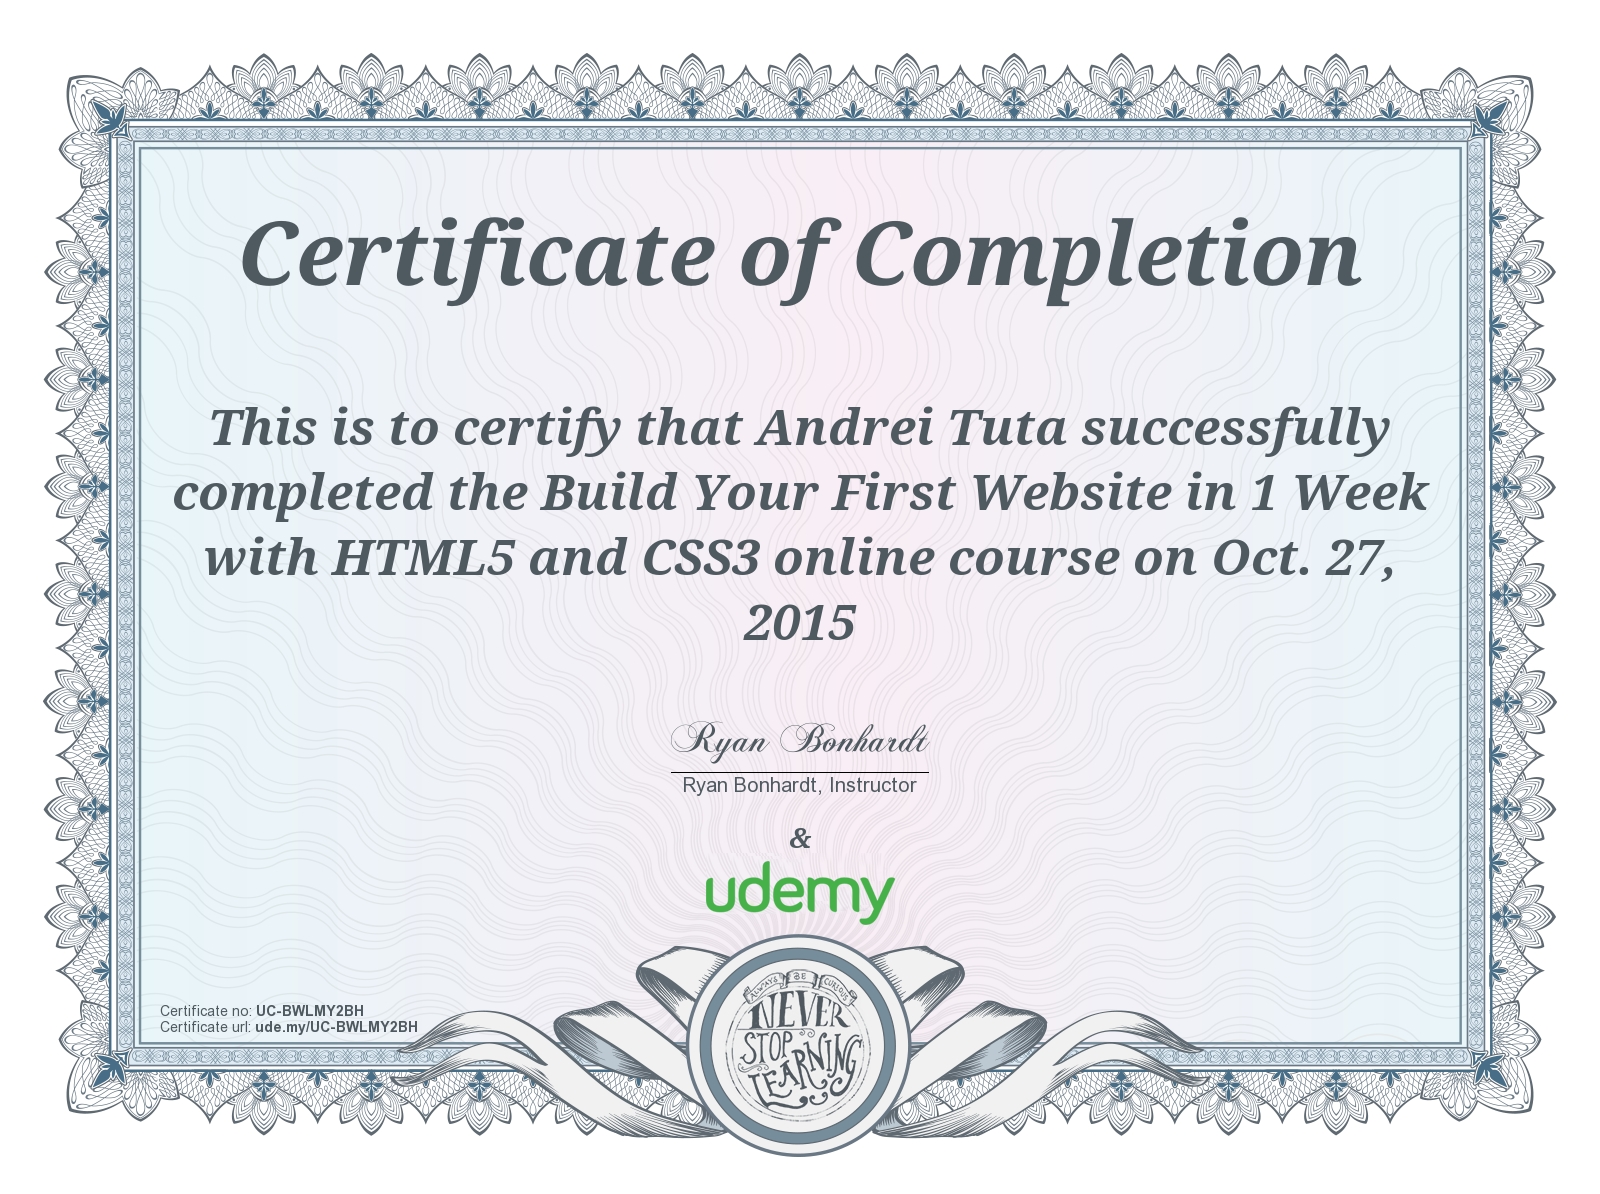 Certificate of Completion
This is to certify that Andrei Tuta successfully
completed the Build Your First Website in 1 Week
with HTML5 and CSS3 online course on Oct. 27,
2015
Ryan Bonhardt
Ryan Bonhardt, Instructor
&
udemy
Certificate no: UC-BWLMY2BH
Certificate url: ude.my/UC-BWLMY2BH
ALWAYS BE CURIOUS
NEVER
STOP
LEARNING